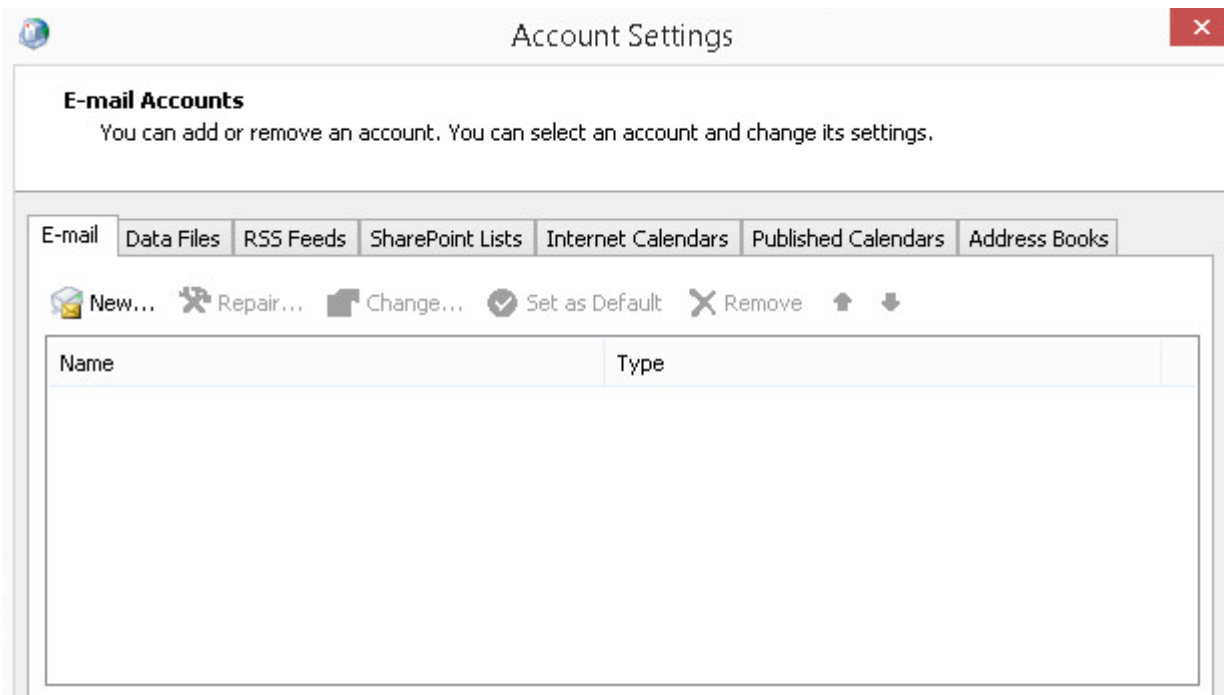 Account Settings
E-mail Accounts
You can add or remove an account. You can select an account and change its settings.
E-mail Data Files RSS Feeds SharePoint Lists Internet Calendars Published Calendars Address Books
New... Repair... Change... Set as Default Remove
Name Type